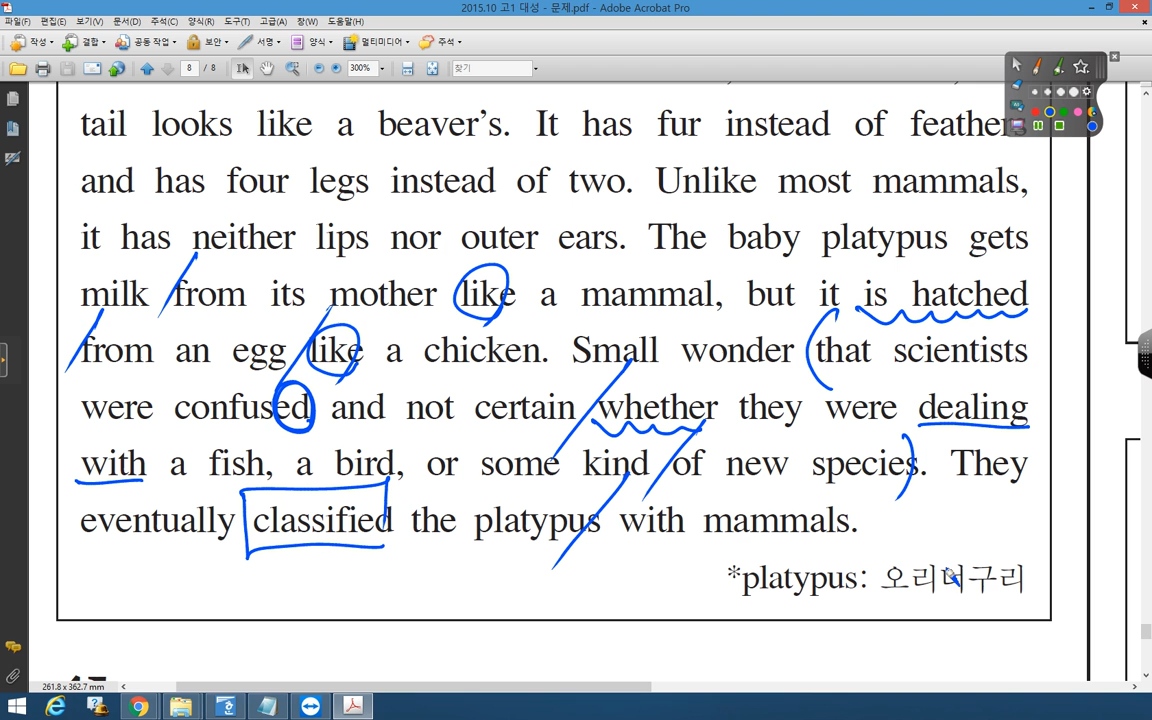 2015.10 고1 대성 - 문제.pdf - Adobe Acrobat Pro
파일(F) 편집(E) 보기(V) 문서(D) 주석(C) 양식(R) 도구(T) 고급(A) 창(W) 도움말(H)
작성 결합 공동 작업 보안 서명 양식 멀티미디어 주석
8 / 8 300% 찾기
tail looks like a beaver's. It has fur instead of feathers
and has four legs instead of two. Unlike most mammals,
it has neither lips nor outer ears. The baby platypus gets
milk from its mother like a mammal, but it is hatched
from an egg like a chicken. Small wonder that scientists
were confused and not certain whether they were dealing
with a fish, a bird, or some kind of new species. They
eventually classified the platypus with mammals.
*platypus: 오리너구리
261.8 x 362.7 mm